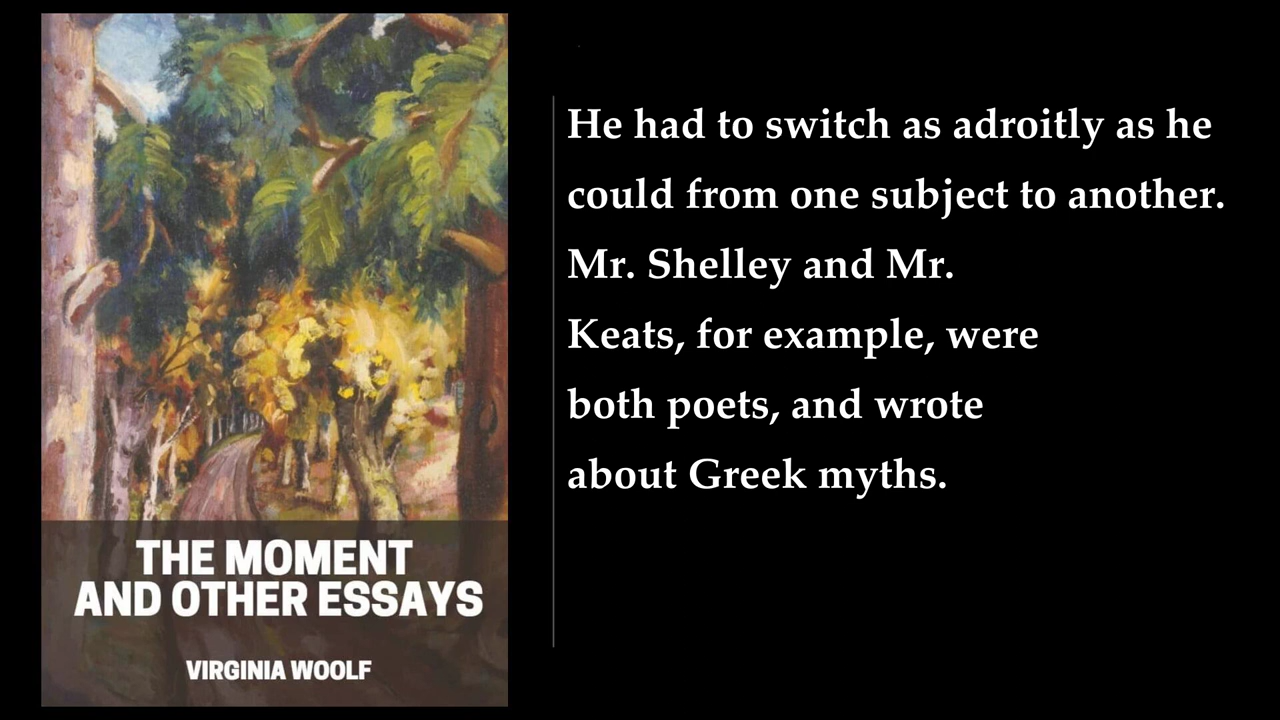 THE MOMENT
AND OTHER ESSAYS
VIRGINIA WOOLF
He had to switch as adroitly as he
could from one subject to another.
Mr. Shelley and Mr.
Keats, for example, were
both poets, and wrote
about Greek myths.